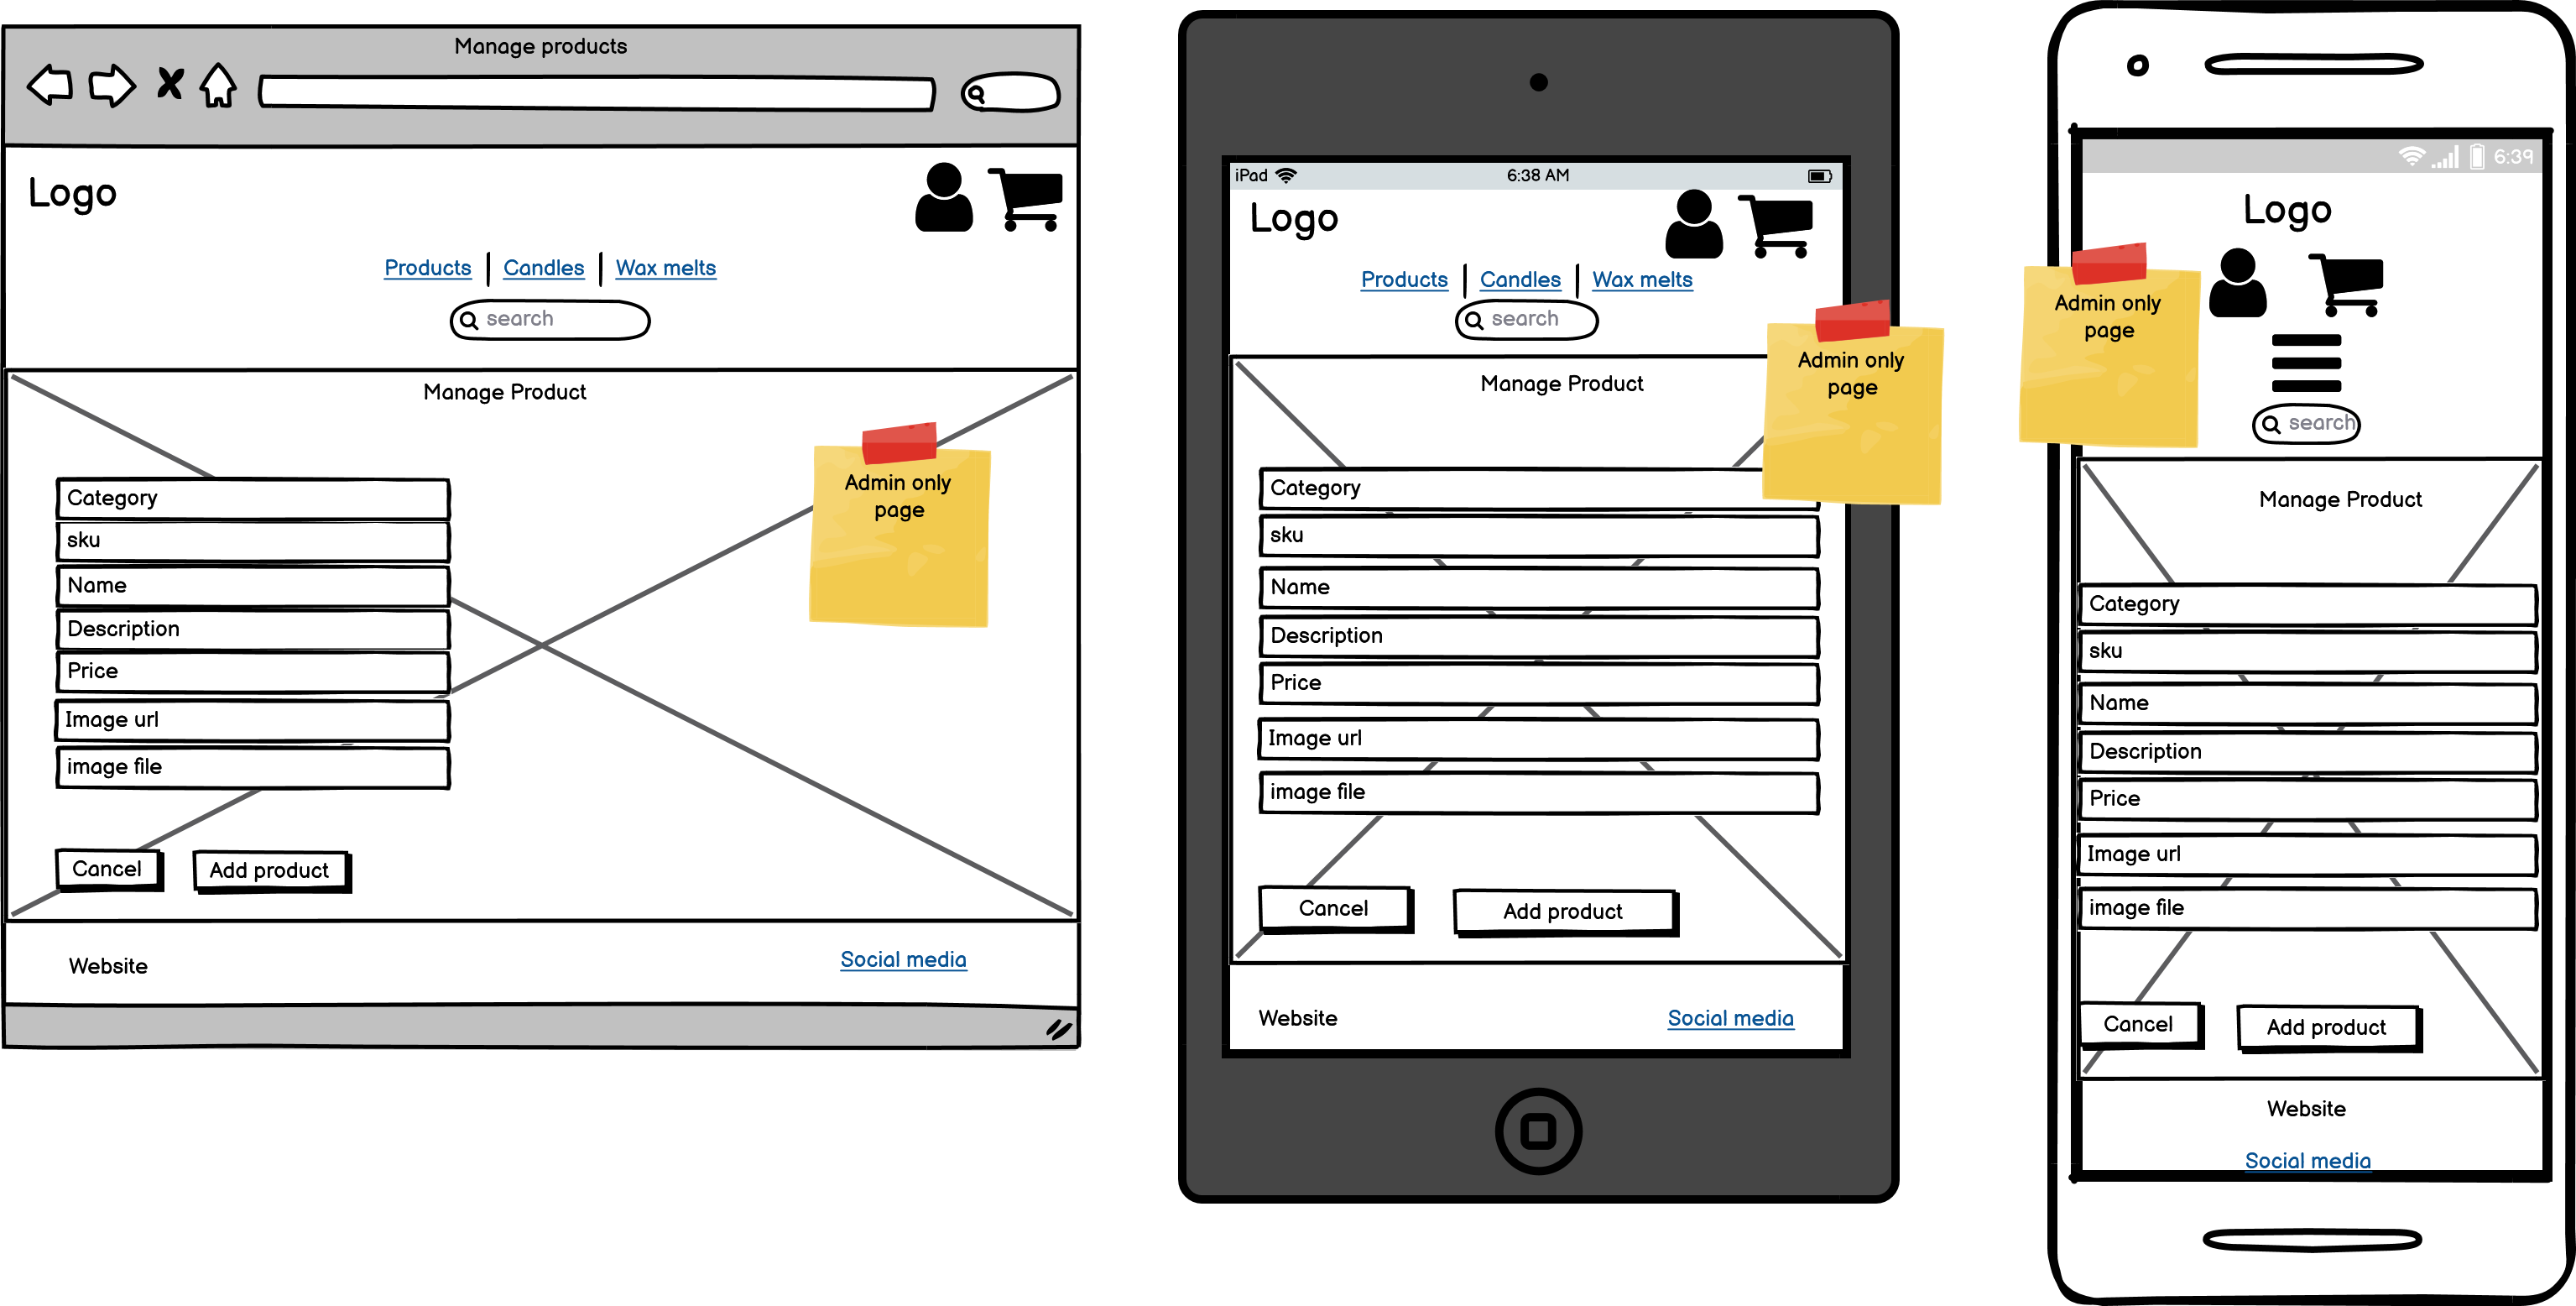 Manage products
Logo
Products | Candles | Wax melts
search
Manage Product
Admin only
page
Category
sku
Name
Description
Price
Image url
image file
Cancel
Add product
Website
Social media
iPad
6:38 AM
Logo
Products | Candles | Wax melts
search
Manage Product
Admin only
page
Category
sku
Name
Description
Price
Image url
image file
Cancel
Add product
Website
Social media
6:39
Logo
Admin only
page
search
Manage Product
Category
sku
Name
Description
Price
Image url
image file
Cancel
Add product
Website
Social media